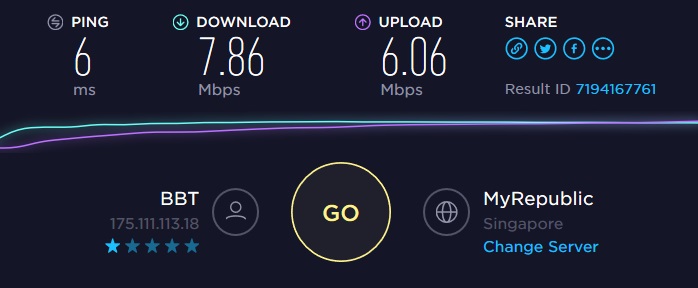 PING
6
ms
DOWNLOAD
7.86
Mbps
UPLOAD
6.06
Mbps
SHARE
Result ID 7194167761
BBT
175.111.113.18
GO
MyRepublic
Singapore
Change Server